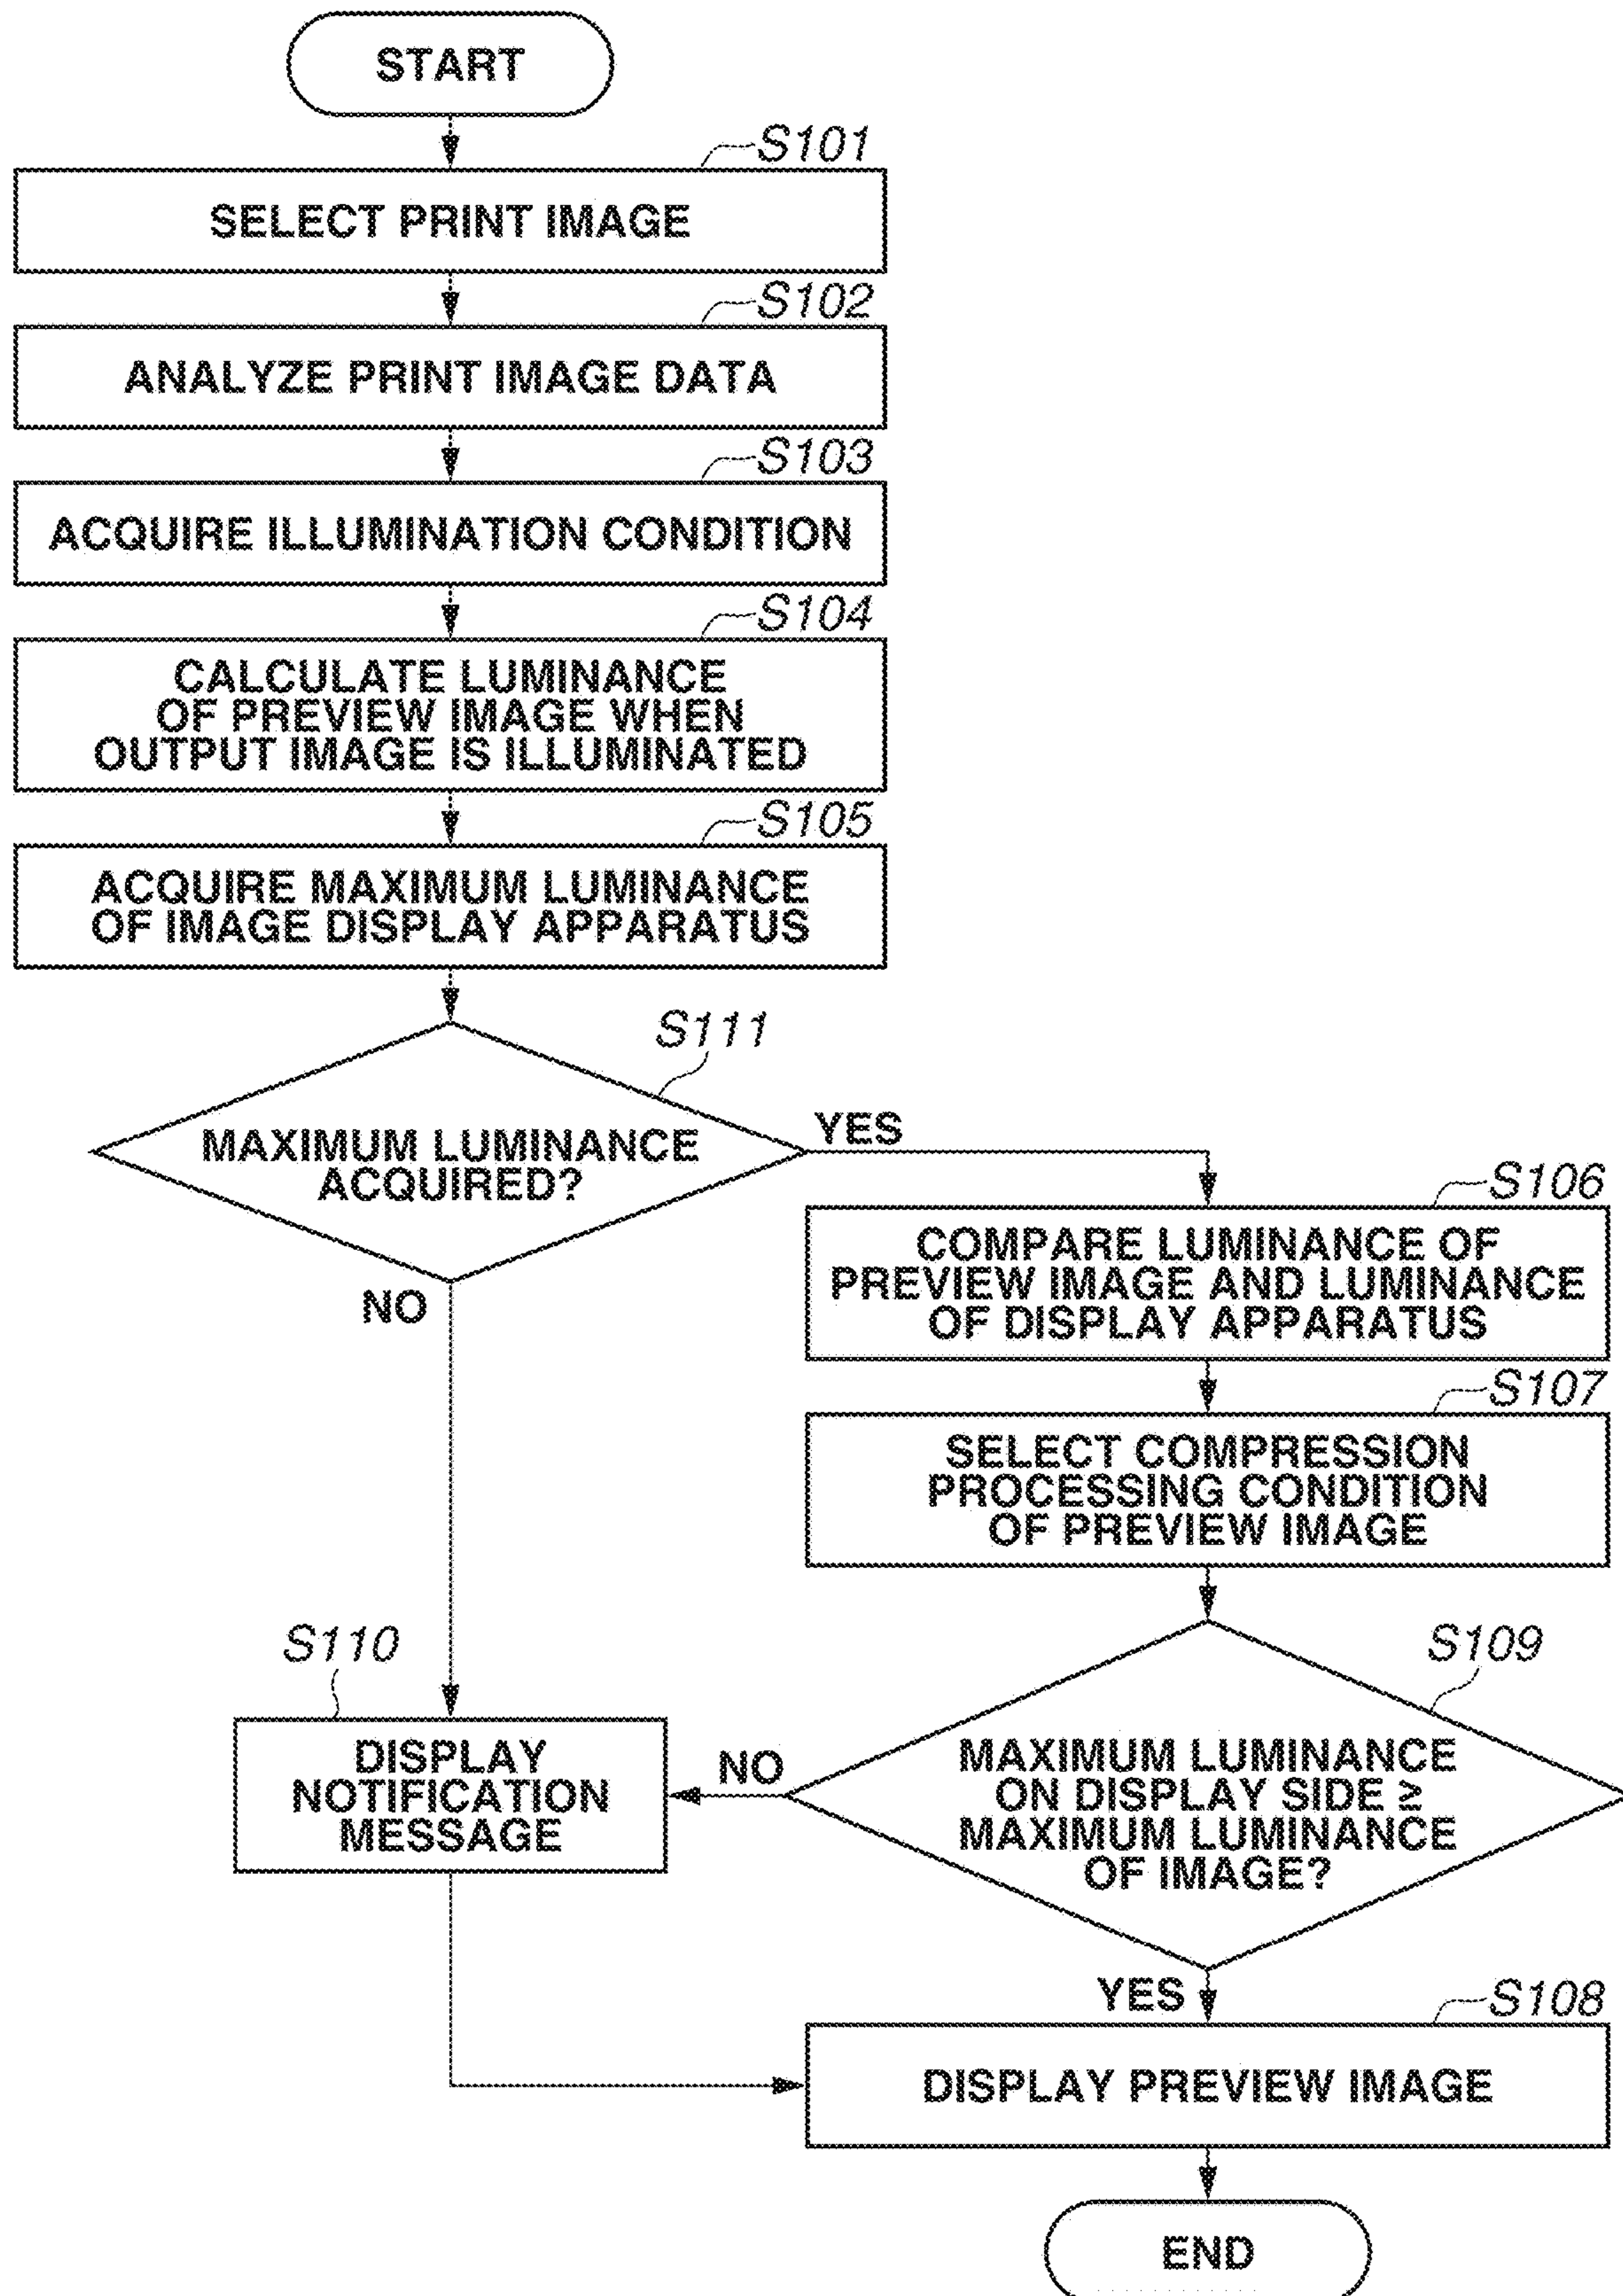 START
S101
SELECT PRINT IMAGE
S102
ANALYZE PRINT IMAGE DATA
S103
ACQUIRE ILLUMINATION CONDITION
S104
CALCULATE LUMINANCE
OF PREVIEW IMAGE WHEN
OUTPUT IMAGE IS ILLUMINATED
S105
ACQUIRE MAXIMUM LUMINANCE
OF IMAGE DISPLAY APPARATUS
S111
MAXIMUM LUMINANCE
ACQUIRED?
YES
NO
S106
COMPARE LUMINANCE OF
PREVIEW IMAGE AND LUMINANCE
OF DISPLAY APPARATUS
S107
SELECT COMPRESSION
PROCESSING CONDITION
OF PREVIEW IMAGE
S109
MAXIMUM LUMINANCE
ON DISPLAY SIDE ≥
MAXIMUM LUMINANCE
OF IMAGE?
NO
YES
S110
DISPLAY
NOTIFICATION
MESSAGE
S108
DISPLAY PREVIEW IMAGE
END